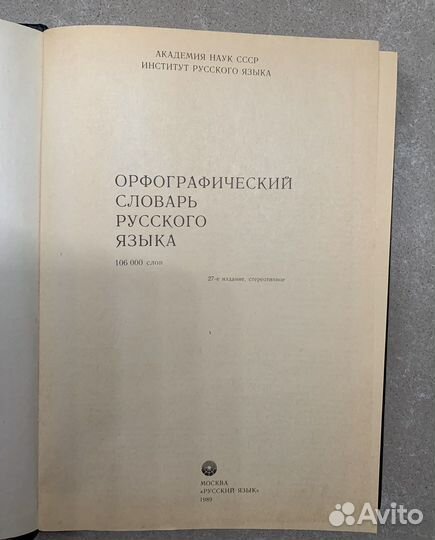 АКАДЕМИЯ НАУК СССР
ИНСТИТУТ РУССКОГО ЯЗЫКА
ОРФОГРАФИЧЕСКИЙ
СЛОВАРЬ
РУССКОГО
ЯЗЫКА
106 000 слов
27-е издание, стереотипное
МОСКВА
«РУССКИЙ ЯЗЫК»
1989
Avito